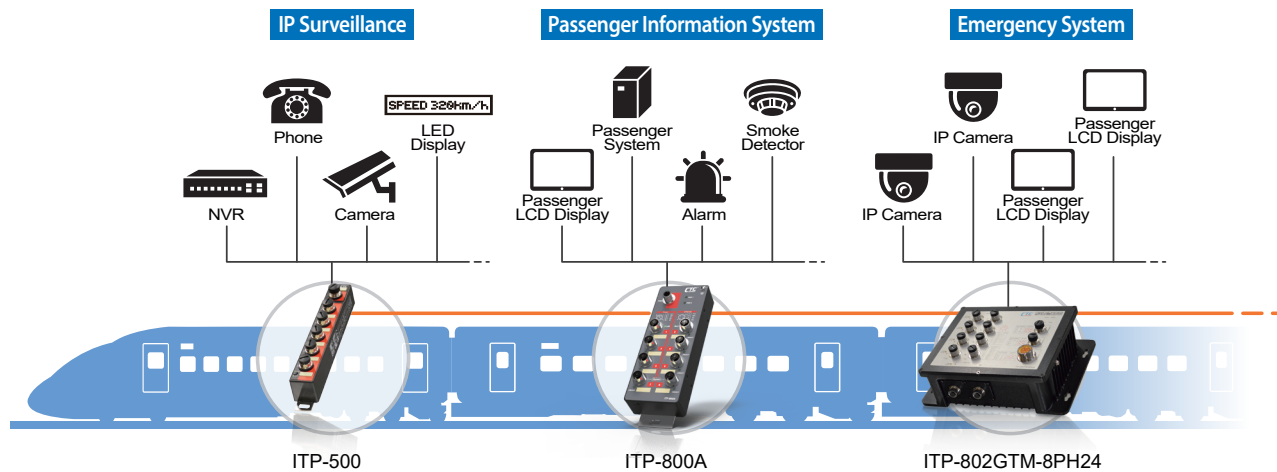 IP Surveillance
Passenger Information System
Emergency System
Phone
SPEED 320km/h
LED
Display
NVR
Camera
Passenger
System
Smoke
Detector
Passenger
LCD Display
Alarm
IP Camera
Passenger
LCD Display
IP Camera
Passenger
LCD Display
CTC
ITP-500
ITP-800A
ITP-802GTM-8PH24